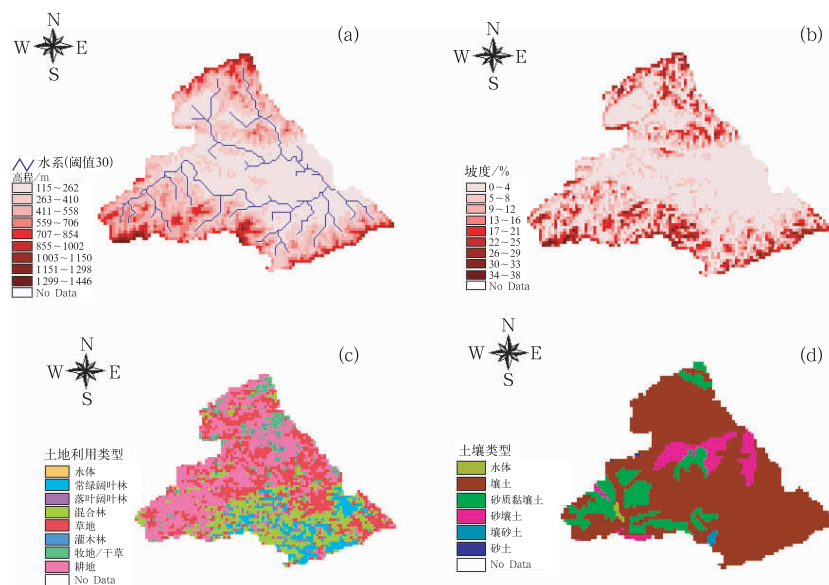 (a)
N
W E
S
水系(阈值30)
高程/m
115~262
263~410
411~558
559~706
707~854
855~1002
1003~1150
1151~1298
1299~1446
No Data
(b)
N
W E
S
坡度/%
0~4
5~8
9~12
13~16
17~21
22~25
26~29
30~33
34~38
No Data
(c)
N
W E
S
土地利用类型
水体
常绿阔叶林
落叶阔叶林
混合林
草地
灌木林
牧地/干草
耕地
No Data
(d)
N
W E
S
土壤类型
水体
壤土
砂质黏壤土
砂壤土
壤砂土
砂土
No Data